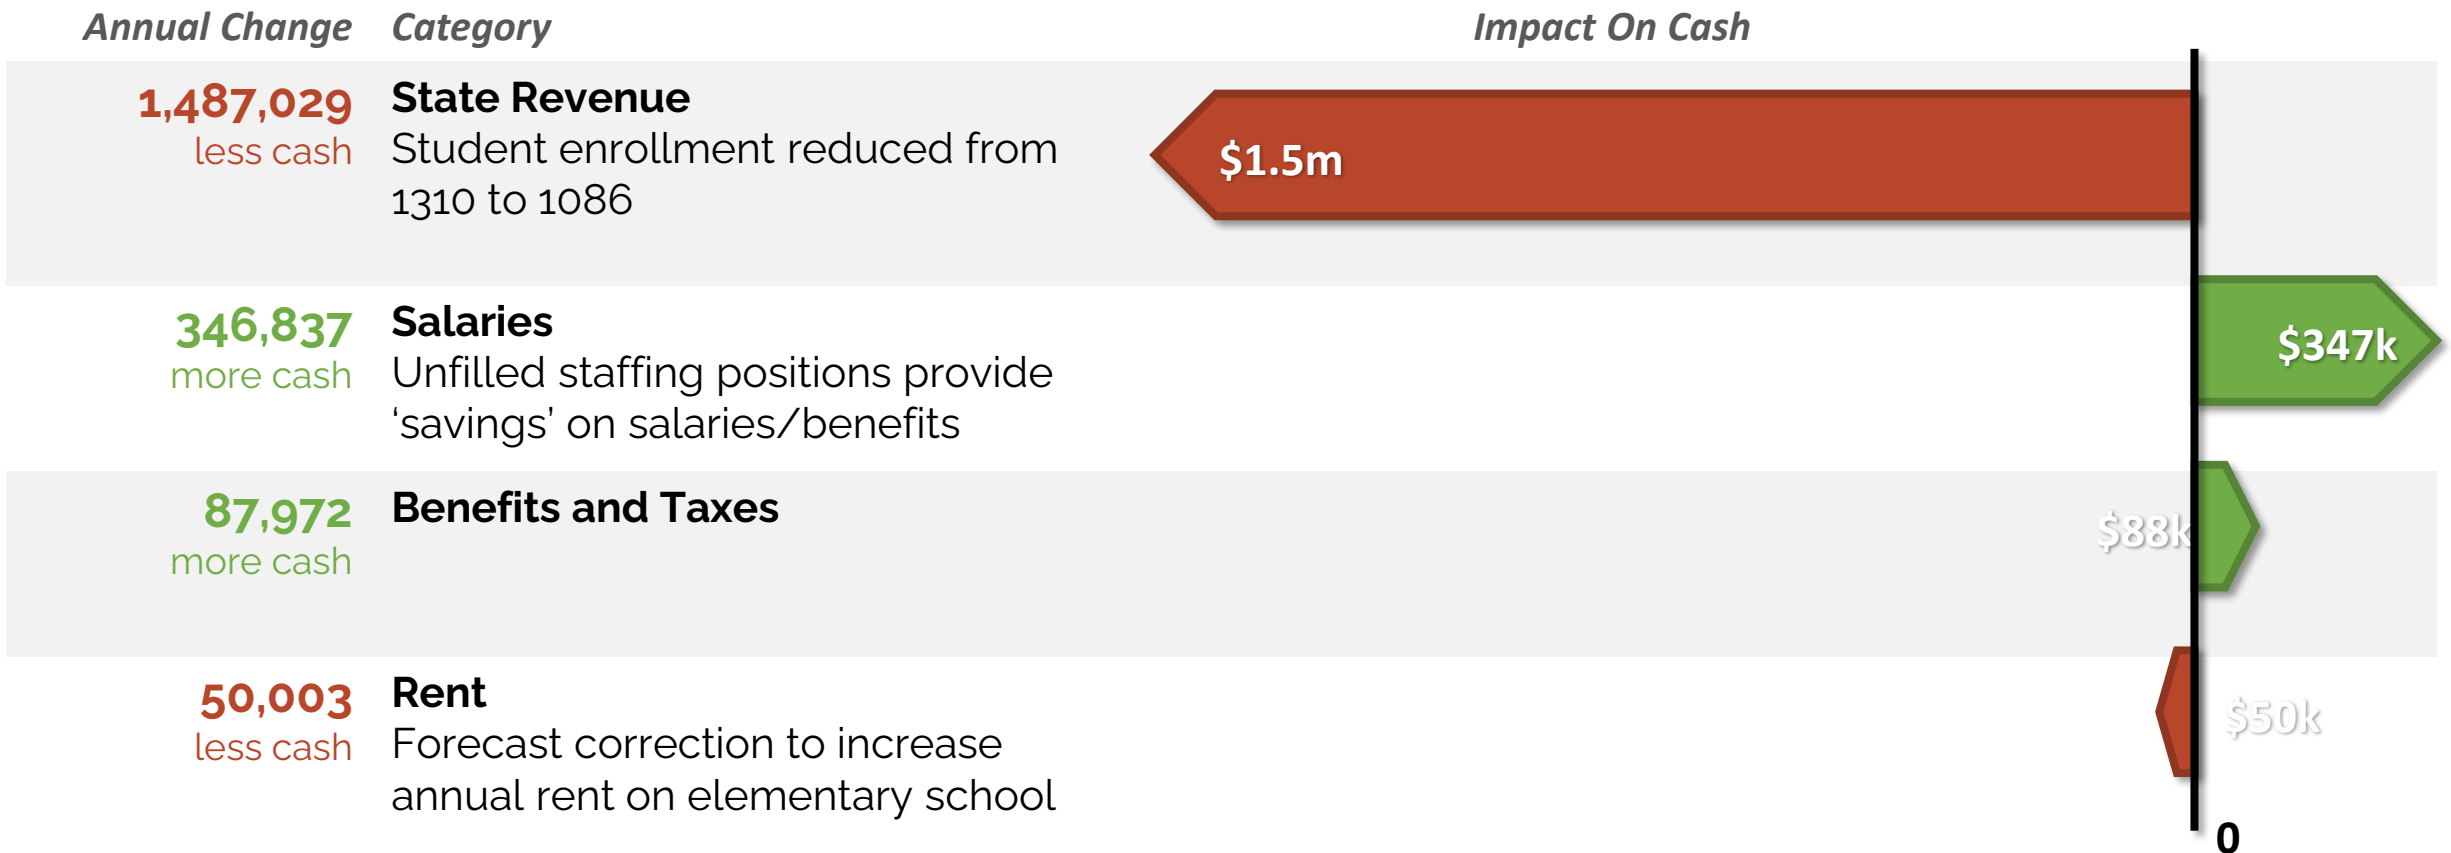 Annual Change Category Impact On Cash
1,487,029 State Revenue
less cash Student enrollment reduced from
1310 to 1086
$1.5m
346,837 Salaries
more cash Unfilled staffing positions provide
‘savings’ on salaries/benefits
$347k
87,972 Benefits and Taxes
more cash
$88k
50,003 Rent
less cash Forecast correction to increase
annual rent on elementary school
$50k
0